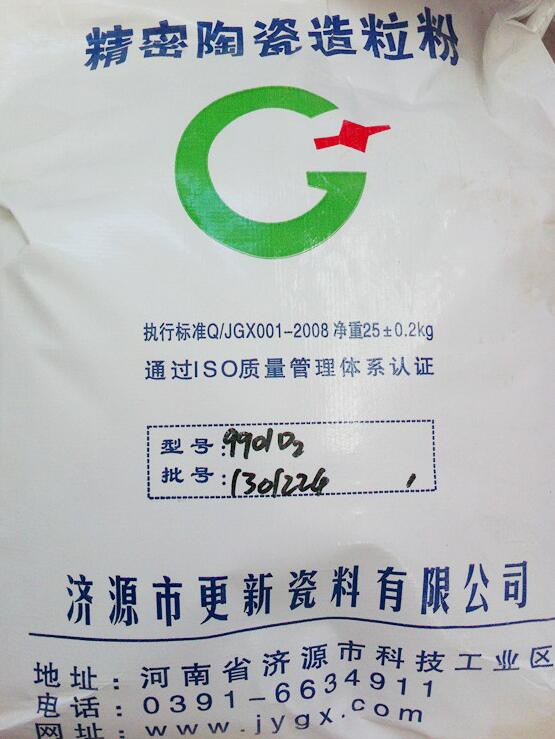 精密陶瓷造粒粉
执行标准Q/JGX001-2008 净重25±0.2kg
通过ISO质量管理体系认证
型号:9901D2
批号:1301224
济源市更新瓷料有限公司
地址:河南省济源市科技工业区
电话:0391-6634911
网址:www.jygx.com